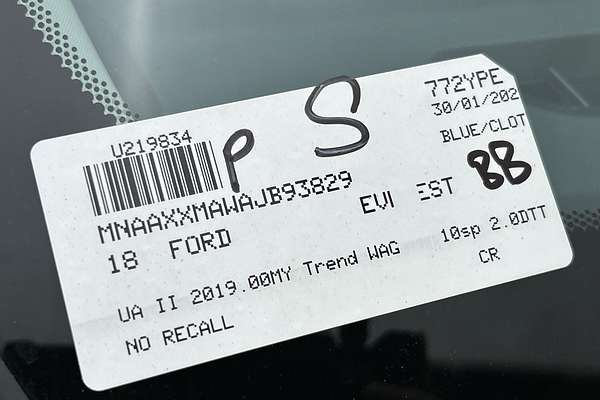 U219834
P S
772YPE
30/01/202
BLUE/CLOT
MNAAXXMAWAJB93829
BB
18 FORD
EVI EST
UA II 2019.00MY Trend WAG
10sp 2.0DTT
NO RECALL
CR